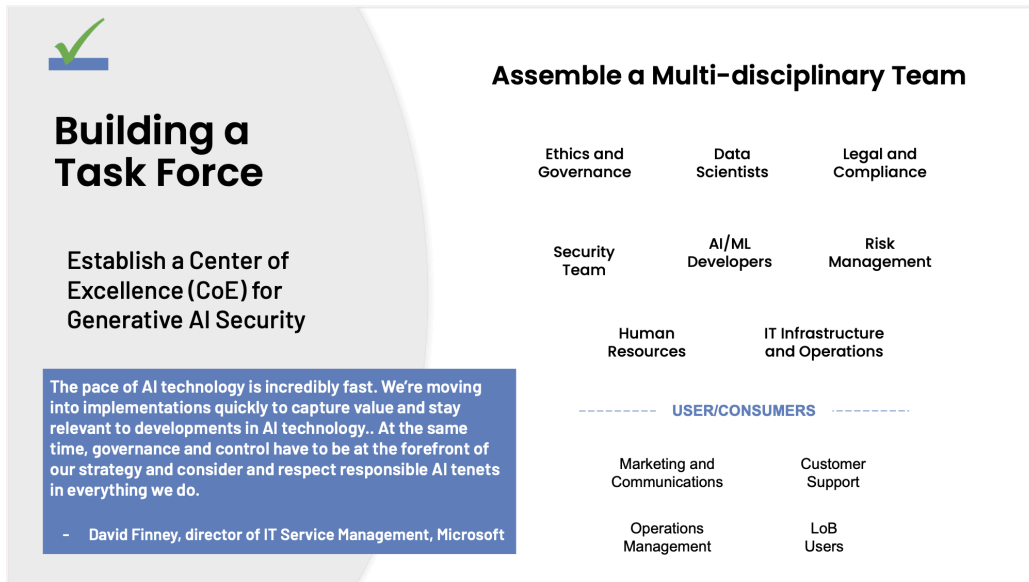 Building a
Task Force
Establish a Center of
Excellence (CoE) for
Generative AI Security
The pace of AI technology is incredibly fast. We’re moving
into implementations quickly to capture value and stay
relevant to developments in AI technology.. At the same
time, governance and control have to be at the forefront of
our strategy and consider and respect responsible AI tenets
in everything we do.
- David Finney, director of IT Service Management, Microsoft
Assemble a Multi-disciplinary Team
Ethics and
Governance
Data
Scientists
Legal and
Compliance
Security
Team
AI/ML
Developers
Risk
Management
Human
Resources
IT Infrastructure
and Operations
USER/CONSUMERS
Marketing and
Communications
Customer
Support
Operations
Management
LoB
Users